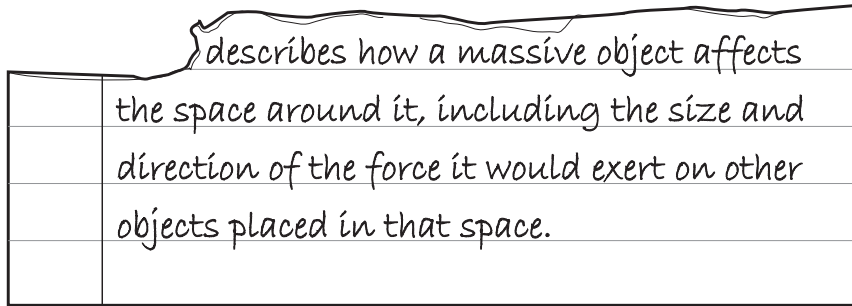 describes how a massive object affects
the space around it, including the size and
direction of the force it would exert on other
objects placed in that space.